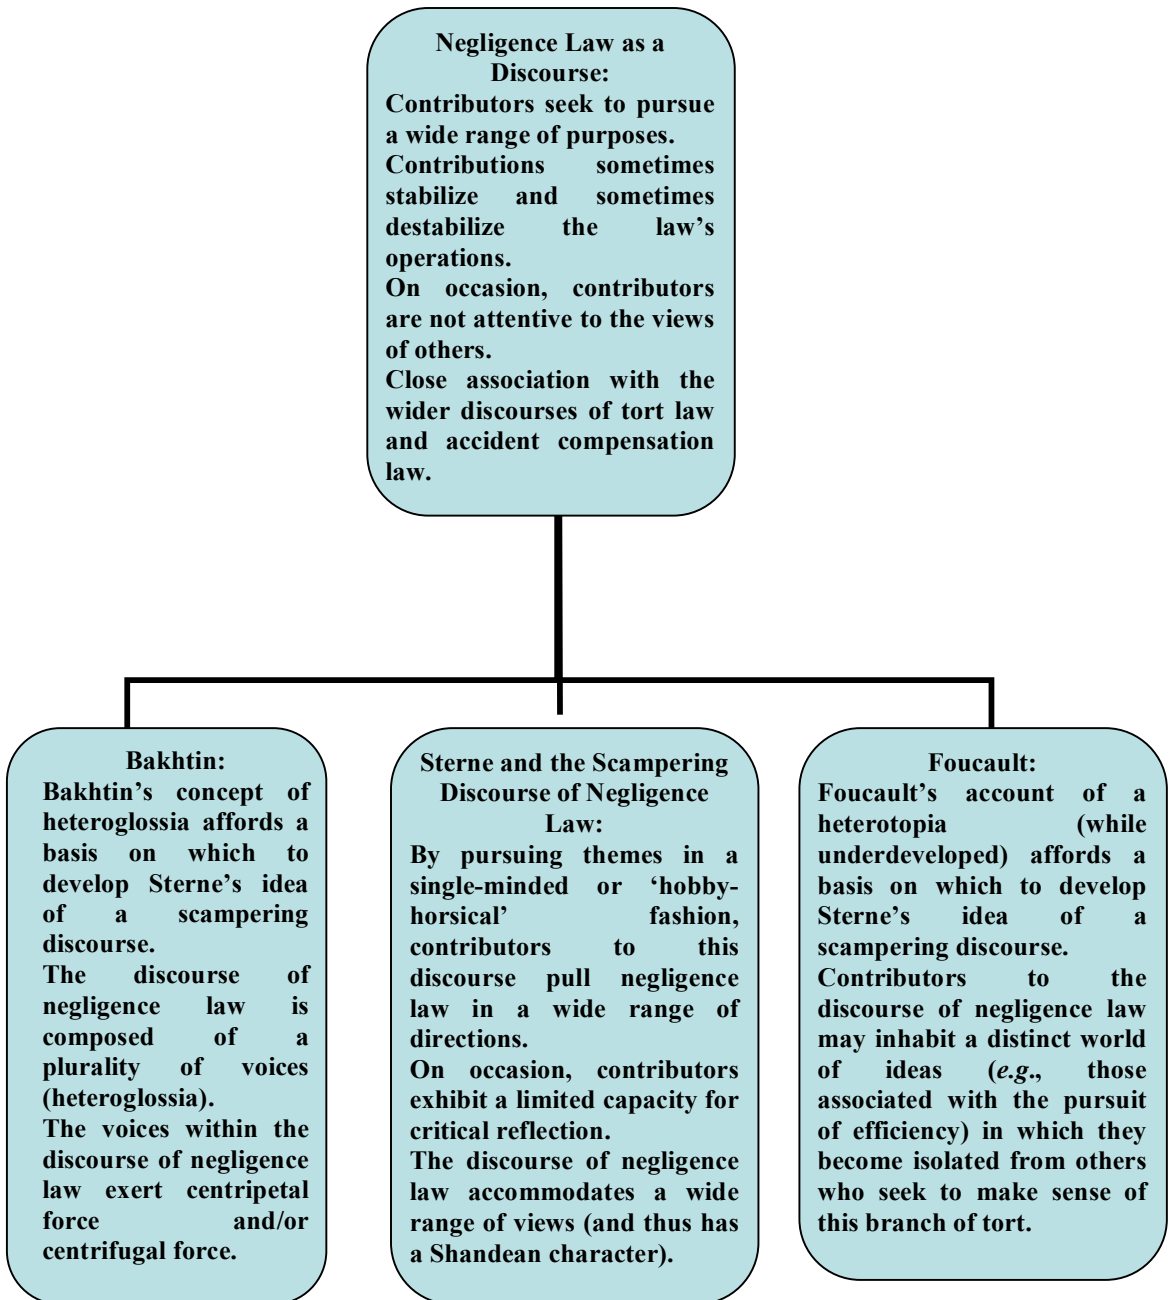 Negligence Law as a
Discourse:
Contributors seek to pursue
a wide range of purposes.
Contributions sometimes
stabilize and sometimes
destabilize the law’s
operations.
On occasion, contributors
are not attentive to the views
of others.
Close association with the
wider discourses of tort law
and accident compensation
law.
Bakhtin:
Bakhtin’s concept of
heteroglossia affords a
basis on which to
develop Sterne’s idea
of a scampering
discourse.
The discourse of
negligence law is
composed of a
plurality of voices
(heteroglossia).
The voices within the
discourse of negligence
law exert centripetal
force and/or
centrifugal force.
Sterne and the Scampering
Discourse of Negligence
Law:
By pursuing themes in a
single-minded or ‘hobby-
horsical’ fashion,
contributors to this
discourse pull negligence
law in a wide range of
directions.
On occasion, contributors
exhibit a limited capacity for
critical reflection.
The discourse of negligence
law accommodates a wide
range of views (and thus has
a Shandean character).
Foucault:
Foucault’s account of a
heterotopia (while
underdeveloped) affords a
basis on which to develop
Sterne’s idea of a
scampering discourse.
Contributors to the
discourse of negligence law
may inhabit a distinct world
of ideas (e.g., those
associated with the pursuit
of efficiency) in which they
become isolated from others
who seek to make sense of
this branch of tort.